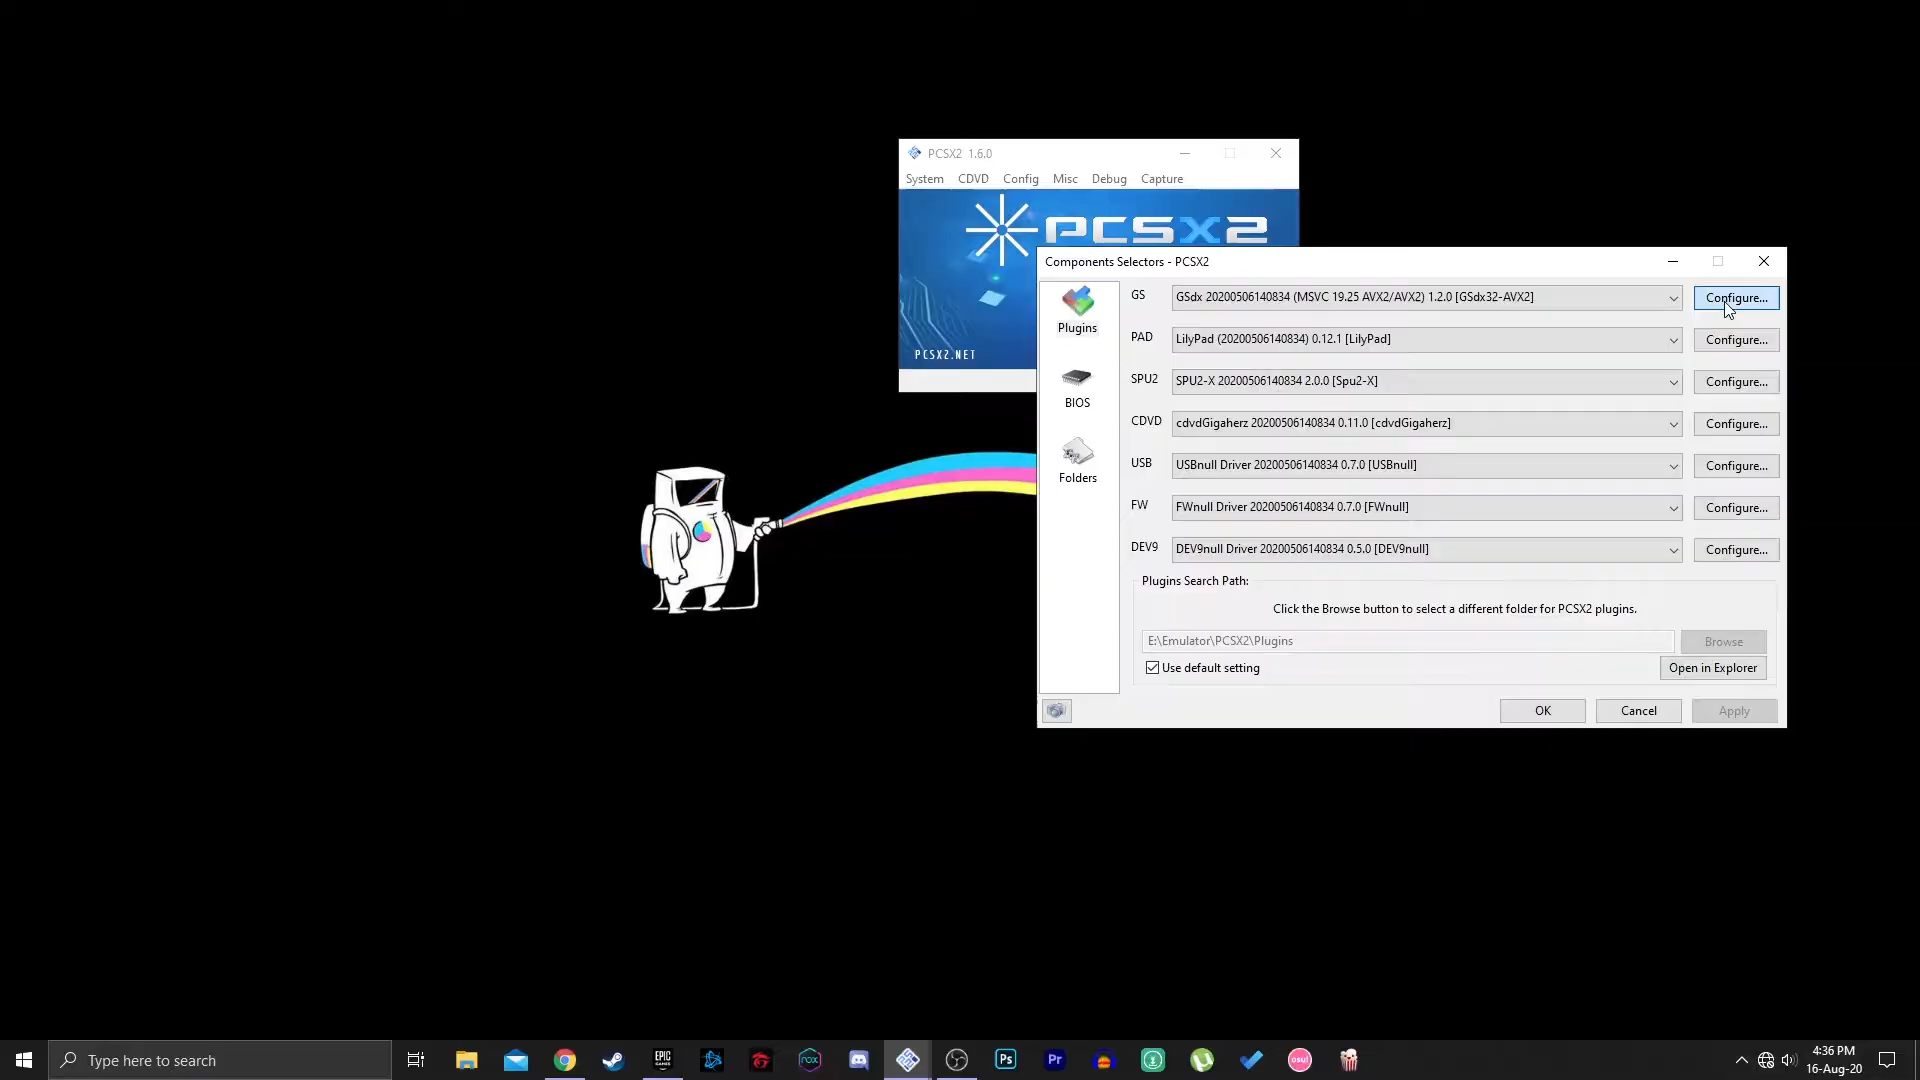 PCSX2 1.6.0
System CDVD Config Misc Debug Capture
PCSX2
PCSX2.NET
Components Selectors - PCSX2
Plugins
BIOS
Folders
GS GSdx 20200506140834 (MSVC 19.25 AVX2/AVX2) 1.2.0 [GSdx32-AVX2] Configure...
PAD LilyPad (20200506140834) 0.12.1 [LilyPad] Configure...
SPU2 SPU2-X 20200506140834 2.0.0 [Spu2-X] Configure...
CDVD cdvdGigaherz 20200506140834 0.11.0 [cdvdGigaherz] Configure...
USB USBnull Driver 20200506140834 0.7.0 [USBnull] Configure...
FW FWnull Driver 20200506140834 0.7.0 [FWnull] Configure...
DEV9 DEV9null Driver 20200506140834 0.5.0 [DEV9null] Configure...
Plugins Search Path:
Click the Browse button to select a different folder for PCSX2 plugins.
E:\Emulator\PCSX2\Plugins Browse
Use default setting Open in Explorer
OK Cancel Apply
Type here to search
EPIC GAMES
nox
Ps
Pr
osu!
4:36 PM
16-Aug-20